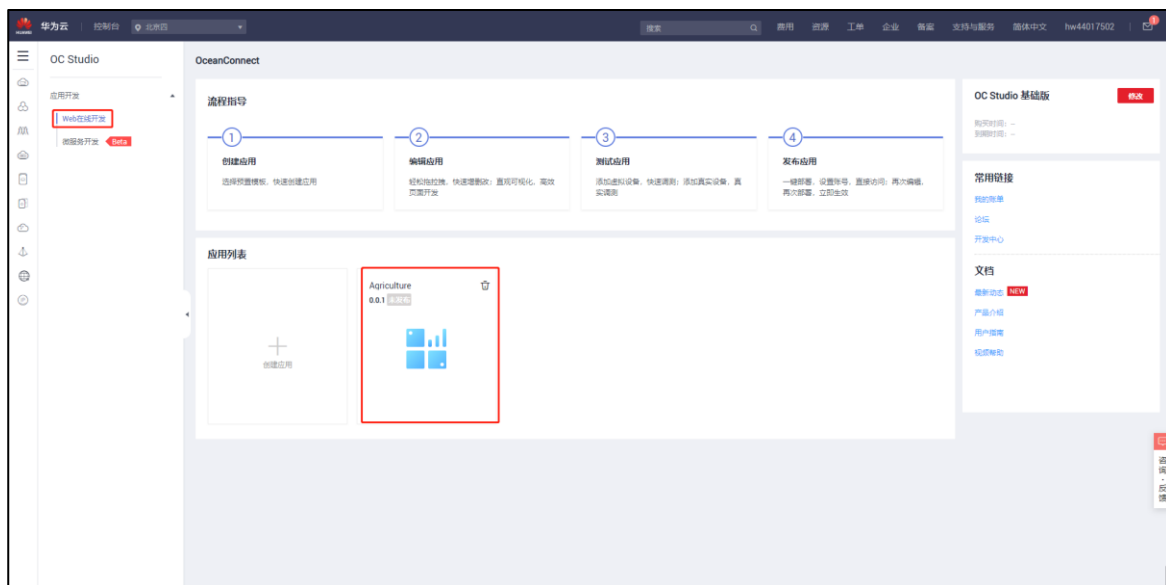 华为云 控制台 北京四 搜索 费用 资源 工单 企业 备案 支持与服务 简体中文 hw44017502 1
OC Studio
应用开发
Web在线开发
微服务开发 Beta
OceanConnect
流程指导
1 2 3 4
创建应用
选择预置模板，快速创建应用
编辑应用
轻松拖拉拽，快速增删改；直观可视化，高效
页面开发
测试应用
添加虚拟设备，快速调测；添加真实设备，真
实调测
发布应用
一键部署，设置账号，直接访问；再次编辑，
再次部署，立即生效
应用列表
创建应用
Agriculture
0.0.1 未发布
OC Studio 基础版 修改
购买时间：--
到期时间：--
常用链接
我的账单
论坛
开发中心
文档
最新动态 NEW
产品介绍
用户指南
视频帮助
咨询·反馈